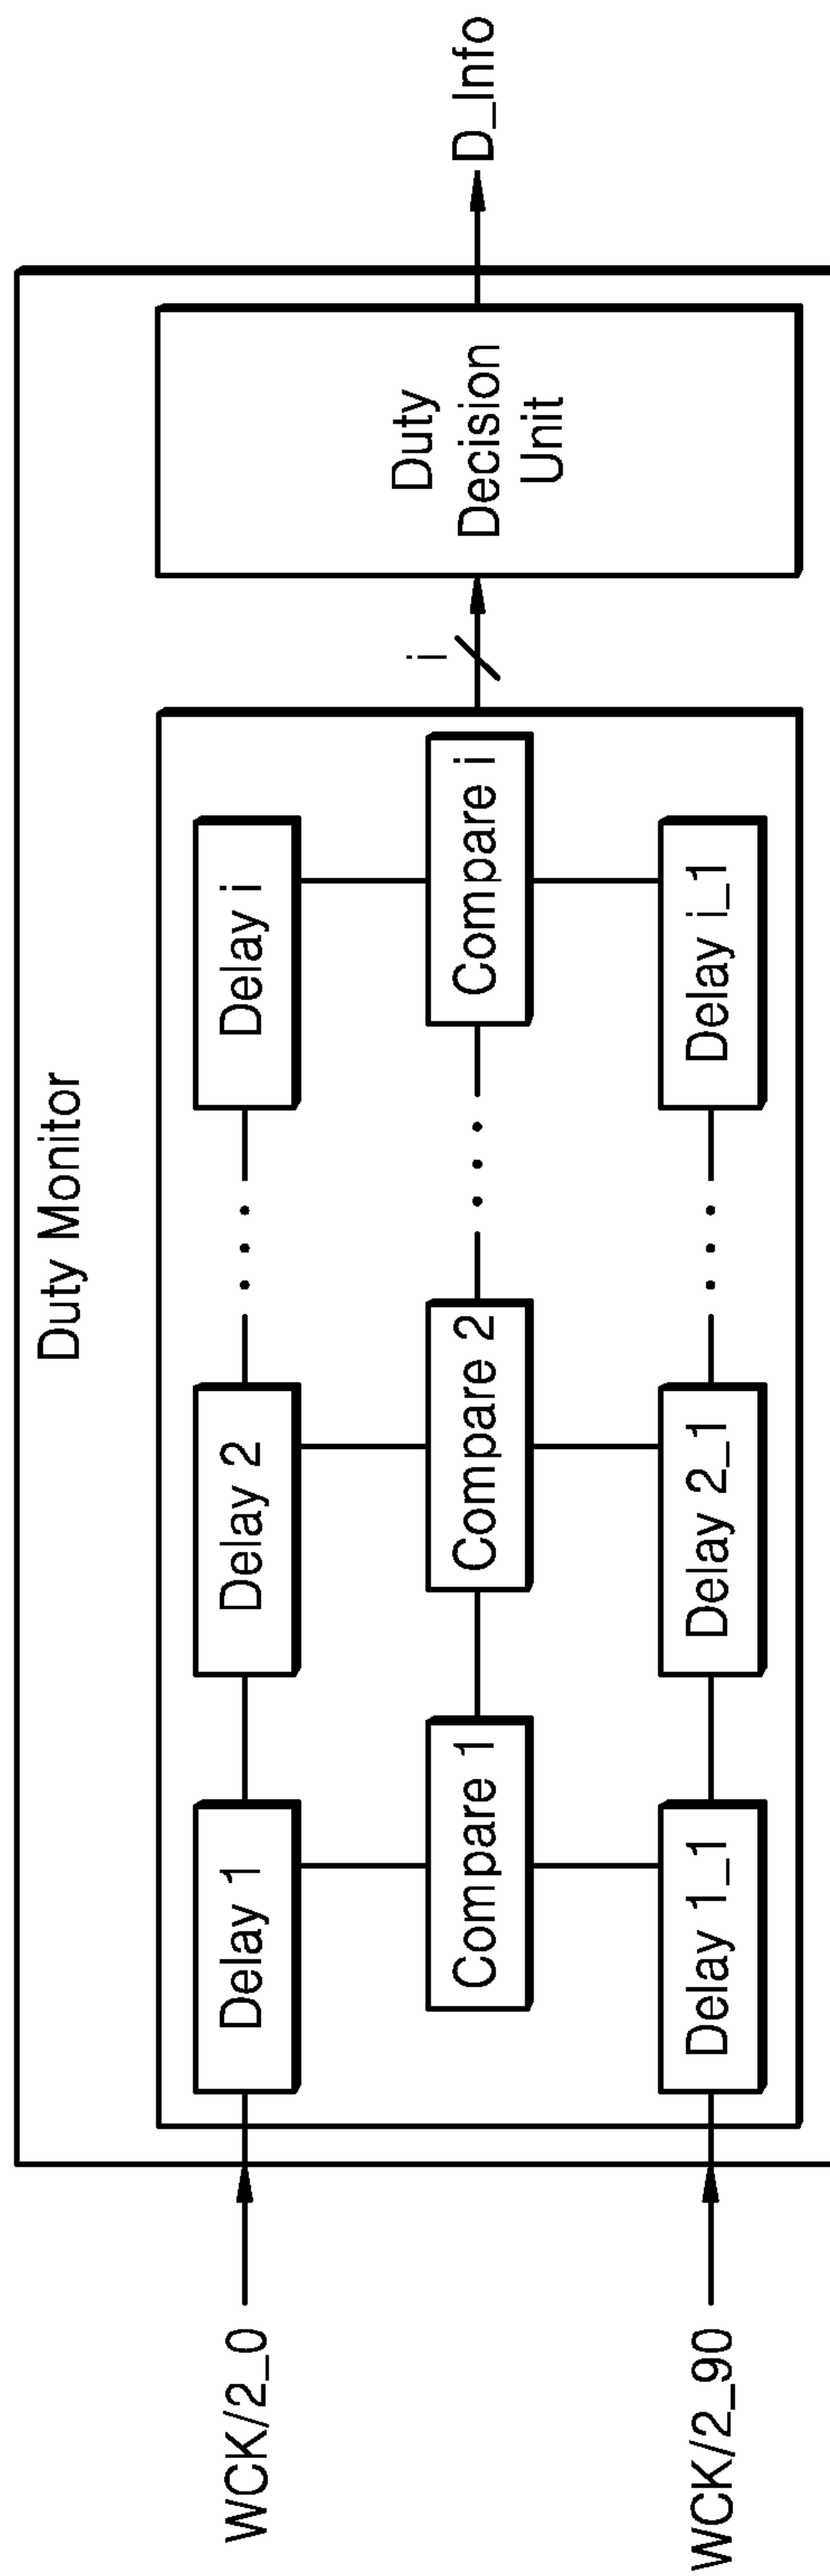 Duty Monitor
WCK/2_0
Delay 1
Delay 2
Delay i
Compare 1
Compare 2
Compare i
i
Duty
Decision
Unit
D_Info
WCK/2_90
Delay 1_1
Delay 2_1
Delay i_1